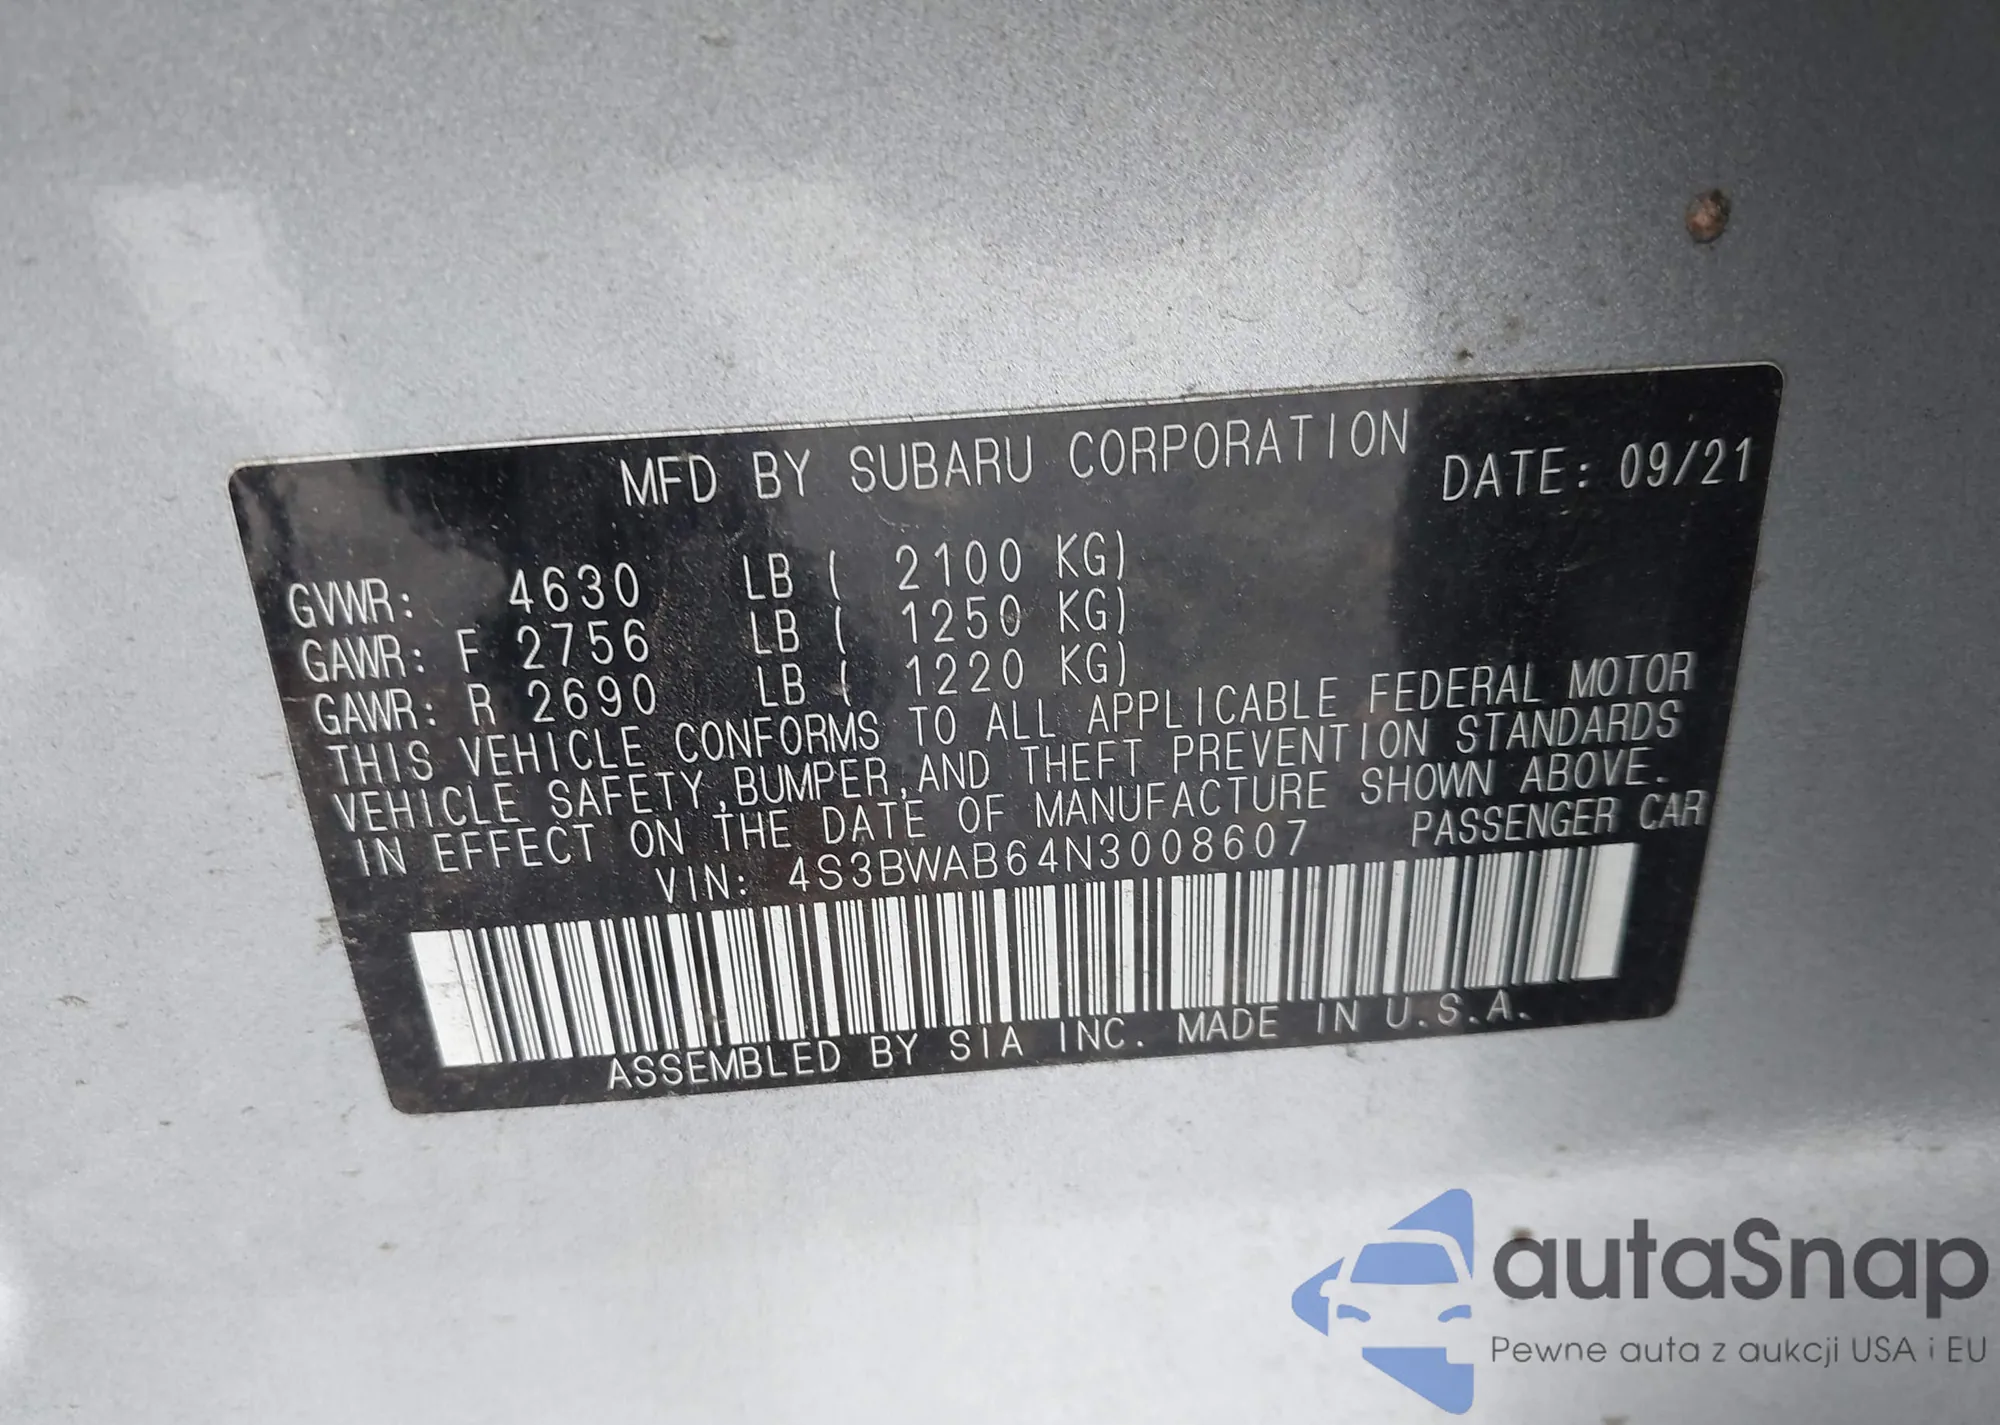 MFD BY SUBARU CORPORATION DATE: 09/21
GVWR: 4630 LB ( 2100 KG)
GAWR: F 2756 LB ( 1250 KG)
GAWR: R 2690 LB ( 1220 KG)
THIS VEHICLE CONFORMS TO ALL APPLICABLE FEDERAL MOTOR
VEHICLE SAFETY, BUMPER, AND THEFT PREVENTION STANDARDS
IN EFFECT ON THE DATE OF MANUFACTURE SHOWN ABOVE.
VIN: 4S3BWAB64N3008607 PASSENGER CAR
ASSEMBLED BY SIA INC. MADE IN U.S.A.
autaSnap
Pewne auta z aukcji USA i EU